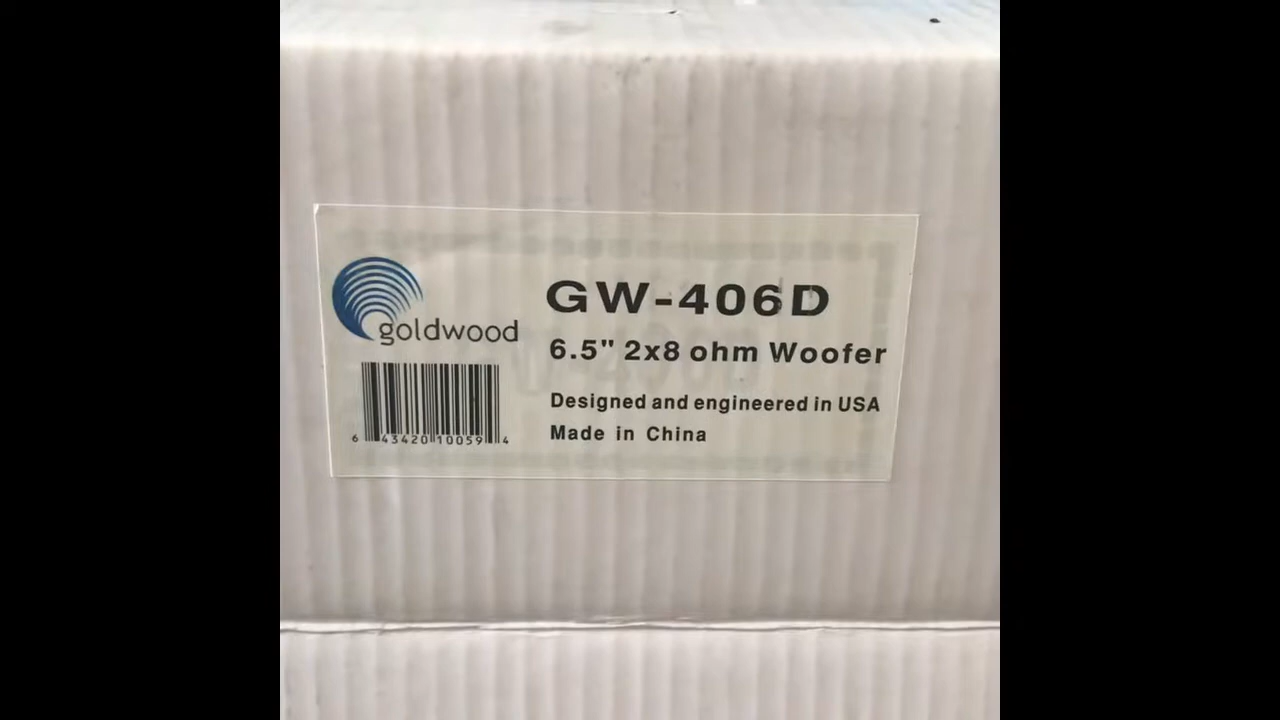 goldwood
GW-406D
6.5" 2x8 ohm Woofer
Designed and engineered in USA
Made in China
6 43420 10059 4